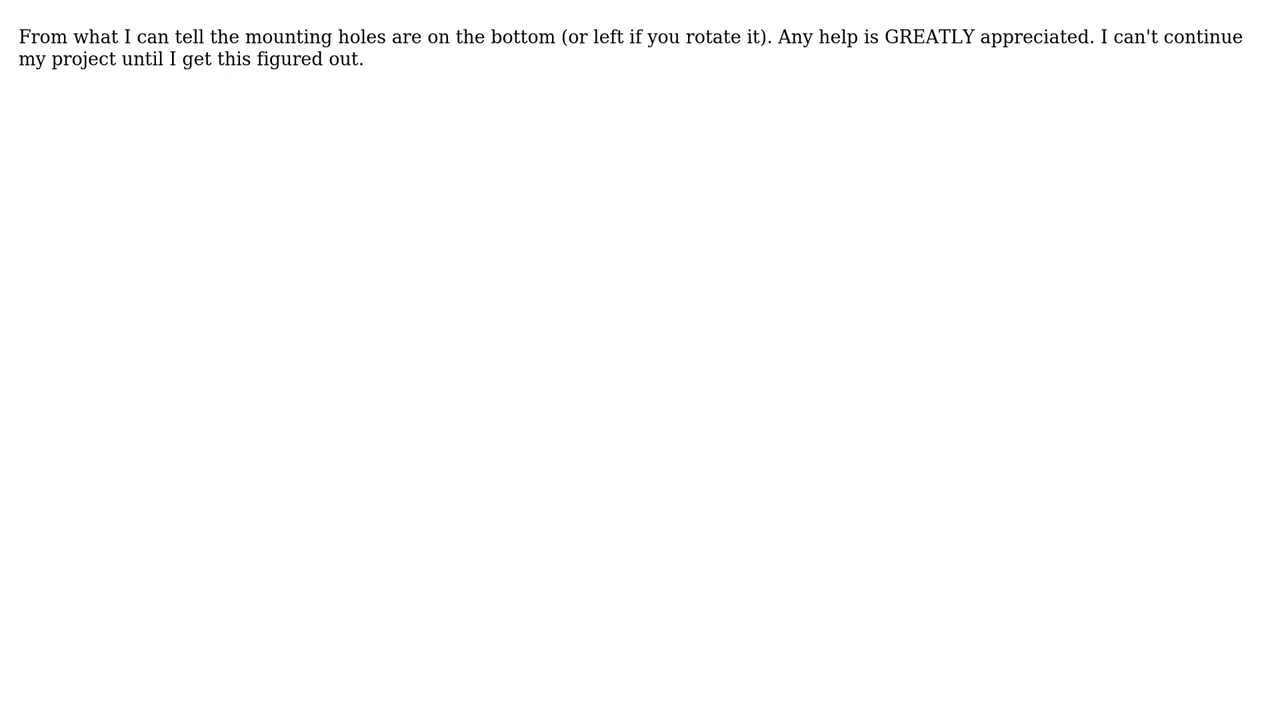 From what I can tell the mounting holes are on the bottom (or left if you rotate it). Any help is GREATLY appreciated. I can't continue
my project until I get this figured out.